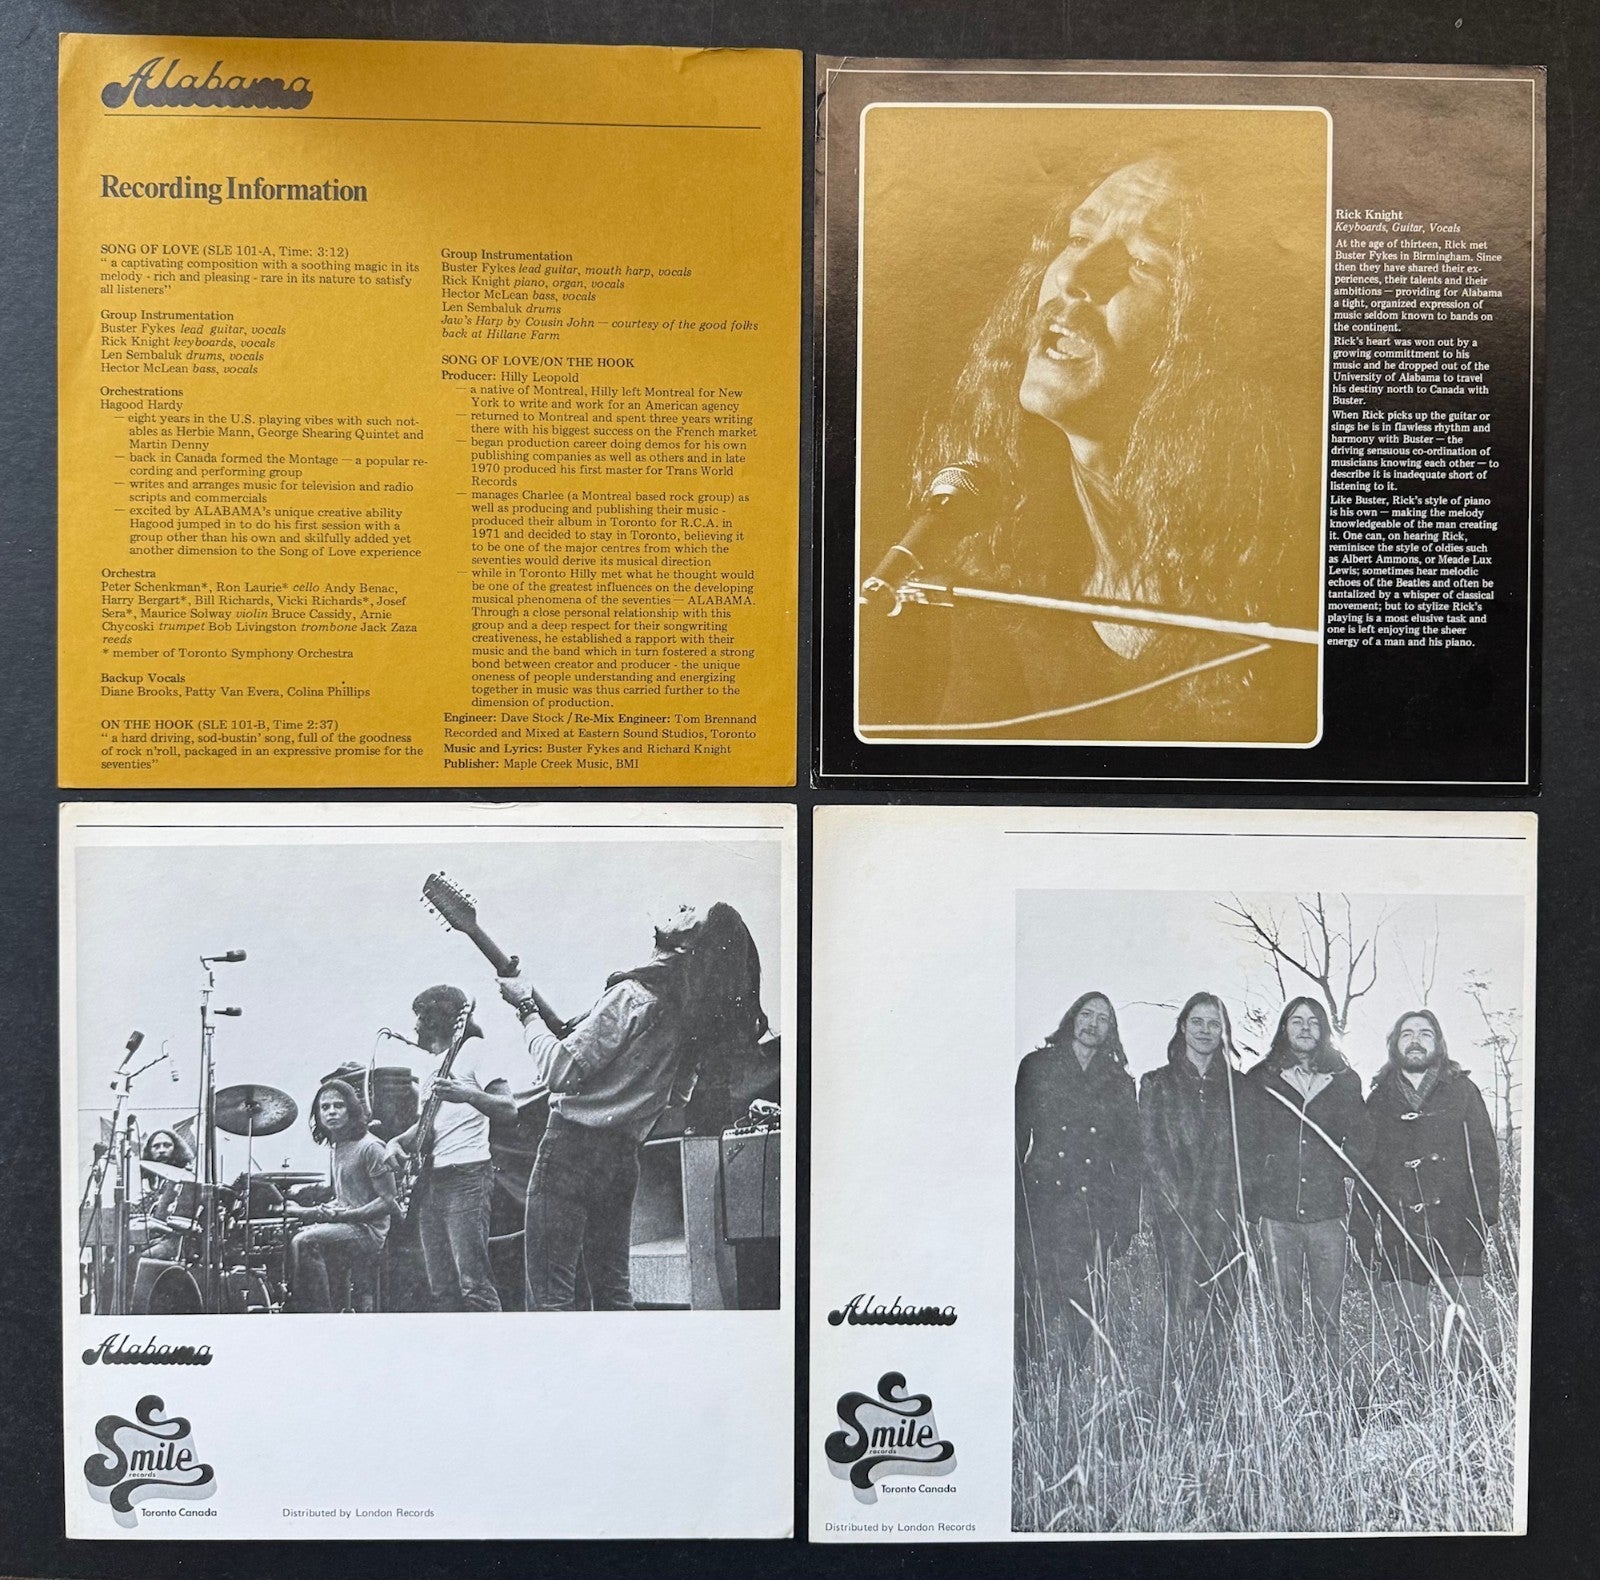 Alabama
Recording Information
SONG OF LOVE (SLE 101-A, Time: 3:12)
" a captivating composition with a soothing magic in its
melody - rich and pleasing - rare in its nature to satisfy
all listeners"
Group Instrumentation
Buster Fykes lead guitar, vocals
Rick Knight keyboards, vocals
Len Sembaluk drums, vocals
Hector McLean bass, vocals
Orchestrations
Hagood Hardy
— eight years in the U.S. playing vibes with such not-
ables as Herbie Mann, George Shearing Quintet and
Martin Denny
— back in Canada formed the Montage — a popular re-
cording and performing group
— writes and arranges music for television and radio
scripts and commercials
— excited by ALABAMA's unique creative ability
Hagood jumped in to do his first session with a
group other than his own and skilfully added yet
another dimension to the Song of Love experience
Orchestra
Peter Schenkman*, Ron Laurie* cello Andy Benac,
Harry Bergart*, Bill Richards, Vicki Richards*, Josef
Sera*, Maurice Solway violin Bruce Cassidy, Arnie
Chycoski trumpet Bob Livingston trombone Jack Zaza
reeds
* member of Toronto Symphony Orchestra
Backup Vocals
Diane Brooks, Patty Van Evera, Colina Phillips
ON THE HOOK (SLE 101-B, Time 2:37)
" a hard driving, sod-bustin' song, full of the goodness
of rock n'roll, packaged in an expressive promise for the
seventies"
Group Instrumentation
Buster Fykes lead guitar, mouth harp, vocals
Rick Knight piano, organ, vocals
Hector McLean bass, vocals
Len Sembaluk drums
Jaw's Harp by Cousin John — courtesy of the good folks
back at Hillane Farm
SONG OF LOVE/ON THE HOOK
Producer: Hilly Leopold
— a native of Montreal, Hilly left Montreal for New
York to write and work for an American agency
— returned to Montreal and spent three years writing
there with his biggest success on the French market
— began production career doing demos for his own
publishing companies as well as others and in late
1970 produced his first master for Trans World
Records
— manages Charlee (a Montreal based rock group) as
well as producing and publishing their music -
produced their album in Toronto for R.C.A. in
1971 and decided to stay in Toronto, believing it
to be one of the major centres from which the
seventies would derive its musical direction
— while in Toronto Hilly met what he thought would
be one of the greatest influences on the developing
musical phenomena of the seventies — ALABAMA.
Through a close personal relationship with this
group and a deep respect for their songwriting
creativeness, he established a rapport with their
music and the band which in turn fostered a strong
bond between creator and producer - the unique
oneness of people understanding and energizing
together in music was thus carried further to the
dimension of production.
Engineer: Dave Stock / Re-Mix Engineer: Tom Brennand
Recorded and Mixed at Eastern Sound Studios, Toronto
Music and Lyrics: Buster Fykes and Richard Knight
Publisher: Maple Creek Music, BMI
Rick Knight
Keyboards, Guitar, Vocals
At the age of thirteen, Rick met
Buster Fykes in Birmingham. Since
then they have shared their ex-
periences, their talents and their
ambitions — providing for Alabama
a tight, organized expression of
music seldom known to bands on
the continent.
Rick's heart was won out by a
growing committment to his
music and he dropped out of the
University of Alabama to travel
his destiny north to Canada with
Buster.
When Rick picks up the guitar or
sings he is in flawless rhythm and
harmony with Buster — the
driving sensuous co-ordination of
musicians knowing each other — to
describe it is inadequate short of
listening to it.
Like Buster, Rick's style of piano
is his own — making the melody
knowledgeable of the man creating
it. One can, on hearing Rick,
reminisce the style of oldies such
as Albert Ammons, or Meade Lux
Lewis; sometimes hear melodic
echoes of the Beatles and often be
tantalized by a whisper of classical
movement; but to stylize Rick's
playing is a most elusive task and
one is left enjoying the sheer
energy of a man and his piano.
Alabama
Smile
records
Toronto Canada
Distributed by London Records
Alabama
Smile
records
Toronto Canada
Distributed by London Records